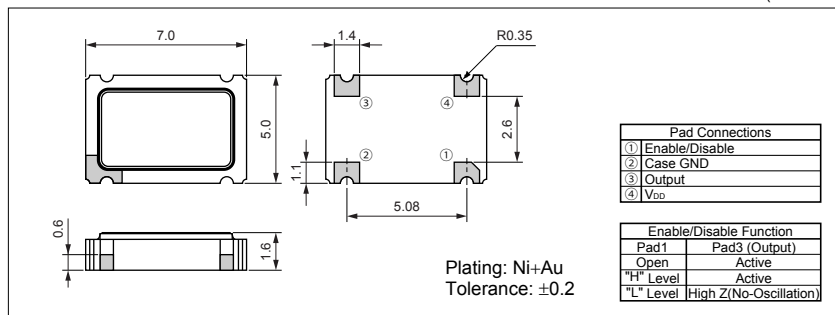 7.0
1.4
R0.35
③ ④
5.0
2.6
② ①
1.1
5.08
0.6
1.6
Plating: Ni+Au
Tolerance: ±0.2
Pad Connections
① Enable/Disable
② Case GND
③ Output
④ VDD
Enable/Disable Function
Pad1 Pad3 (Output)
Open Active
"H" Level Active
"L" Level High Z(No-Oscillation)